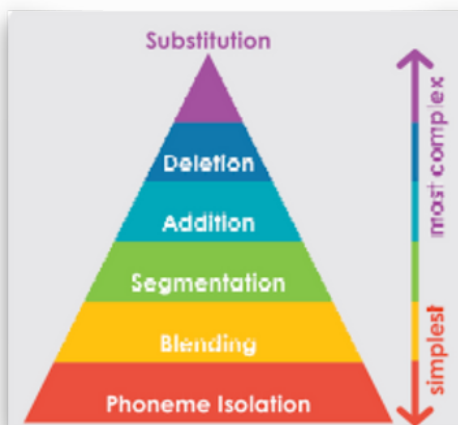 Substitution
Deletion
Addition
Segmentation
Blending
Phoneme Isolation
most complex
simplest